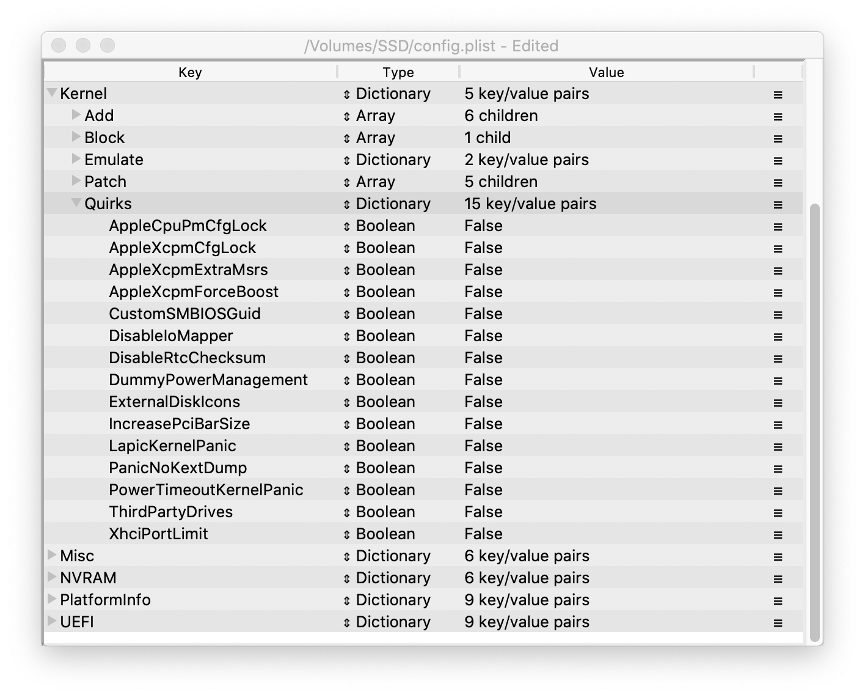 /Volumes/SSD/config.plist - Edited
Key Type Value
Kernel Dictionary 5 key/value pairs
Add Array 6 children
Block Array 1 child
Emulate Dictionary 2 key/value pairs
Patch Array 5 children
Quirks Dictionary 15 key/value pairs
AppleCpuPmCfgLock Boolean False
AppleXcpmCfgLock Boolean False
AppleXcpmExtraMsrs Boolean False
AppleXcpmForceBoost Boolean False
CustomSMBIOSGuid Boolean False
DisableIoMapper Boolean False
DisableRtcChecksum Boolean False
DummyPowerManagement Boolean False
ExternalDiskIcons Boolean False
IncreasePciBarSize Boolean False
LapicKernelPanic Boolean False
PanicNoKextDump Boolean False
PowerTimeoutKernelPanic Boolean False
ThirdPartyDrives Boolean False
XhciPortLimit Boolean False
Misc Dictionary 6 key/value pairs
NVRAM Dictionary 6 key/value pairs
PlatformInfo Dictionary 9 key/value pairs
UEFI Dictionary 9 key/value pairs